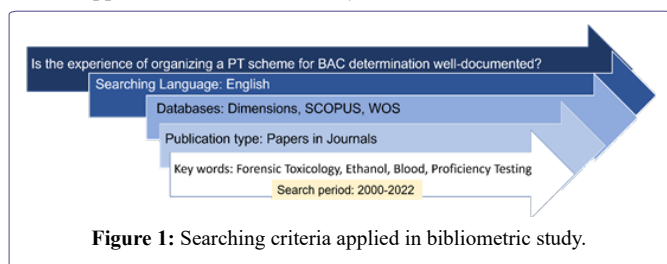 Is the experience of organizing a PT scheme for BAC determination well-documented?
Searching Language: English
Databases: Dimensions, SCOPUS, WOS
Publication type: Papers in Journals
Key words: Forensic Toxicology, Ethanol, Blood, Proficiency Testing
Search period: 2000-2022
Figure 1: Searching criteria applied in bibliometric study.